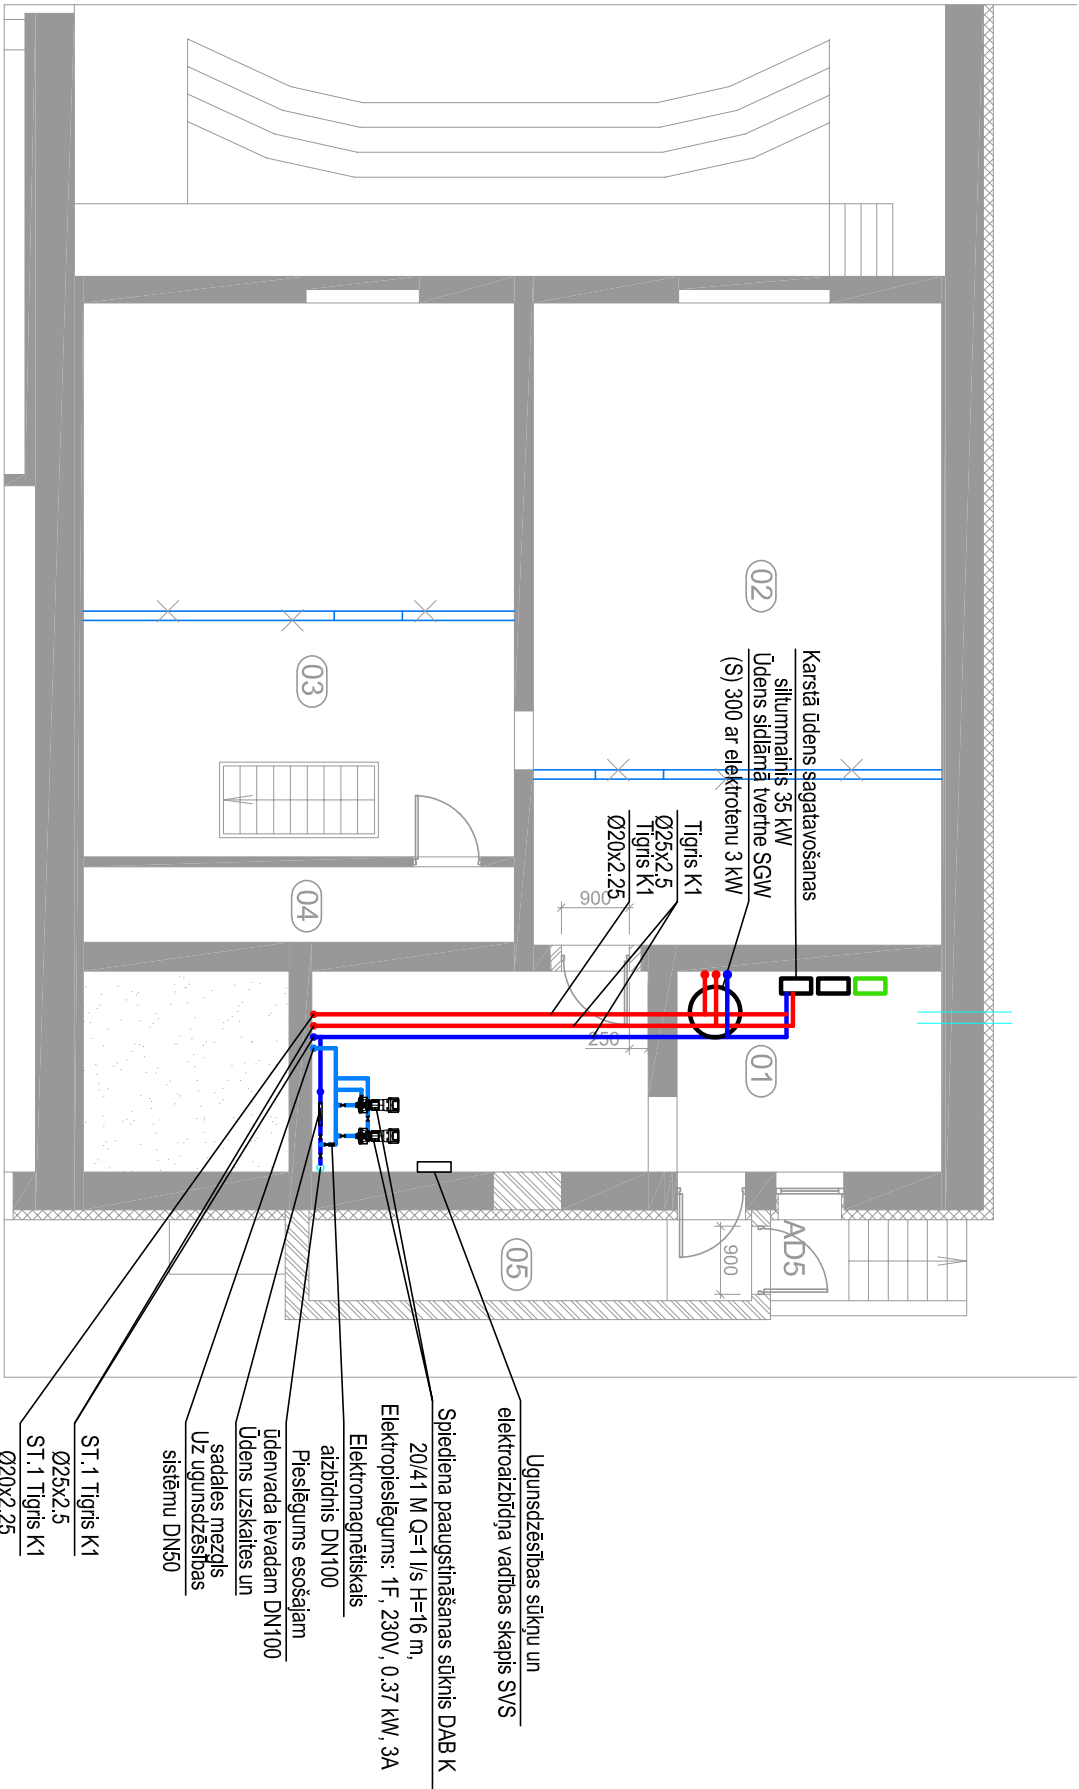 Karstā ūdens sagatavošanas
siltummainis 35 kW
Ūdens sidlāmā tvertne SGW
(S) 300 ar elektrotenu 3 kW
Tigris K1
Ø25x2.5
Tigris K1
Ø20x2.25
02
03
04
01
05
AD5
900
250
900
Ugunsdzēsības sūkņu un
elektroaizbīdņa vadības skapis SVS
Spiediena paaugstināšanas sūknis DAB K
20/41 M Q=1 l/s H=16 m,
Elektropieslēgums: 1F, 230V, 0.37 kW, 3A
Elektromagnētiskais
aizbīdnis DN100
Pieslēgums esošajam
ūdenvada ievadam DN100
Ūdens uzskaites un
sadales mezgls
Uz ugunsdzēsības
sistēmu DN50
ST.1 Tigris K1
Ø25x2.5
ST.1 Tigris K1
Ø20x2.25